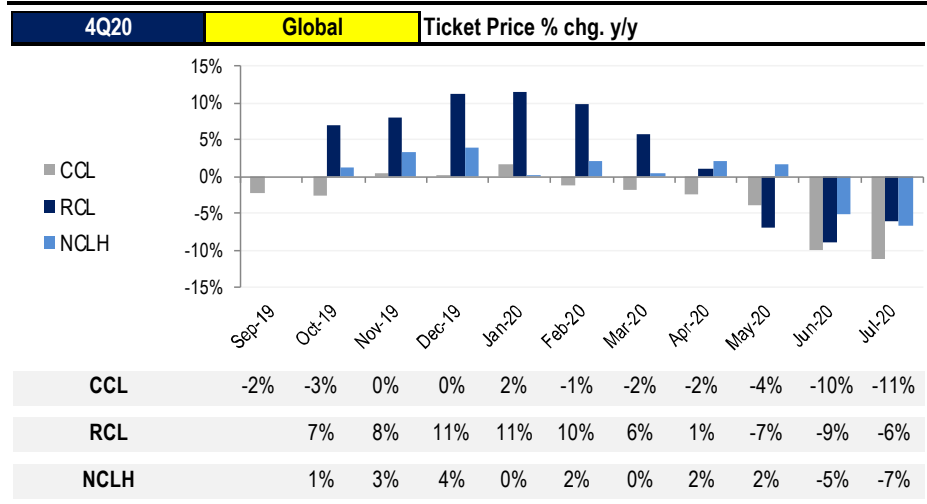 4Q20 Global Ticket Price % chg. y/y
15%
10%
5%
0%
-5%
-10%
-15%
CCL
RCL
NCLH
Sep-19 Oct-19 Nov-19 Dec-19 Jan-20 Feb-20 Mar-20 Apr-20 May-20 Jun-20 Jul-20
CCL -2% -3% 0% 0% 2% -1% -2% -2% -4% -10% -11%
RCL 7% 8% 11% 11% 10% 6% 1% -7% -9% -6%
NCLH 1% 3% 4% 0% 2% 0% 2% 2% -5% -7%